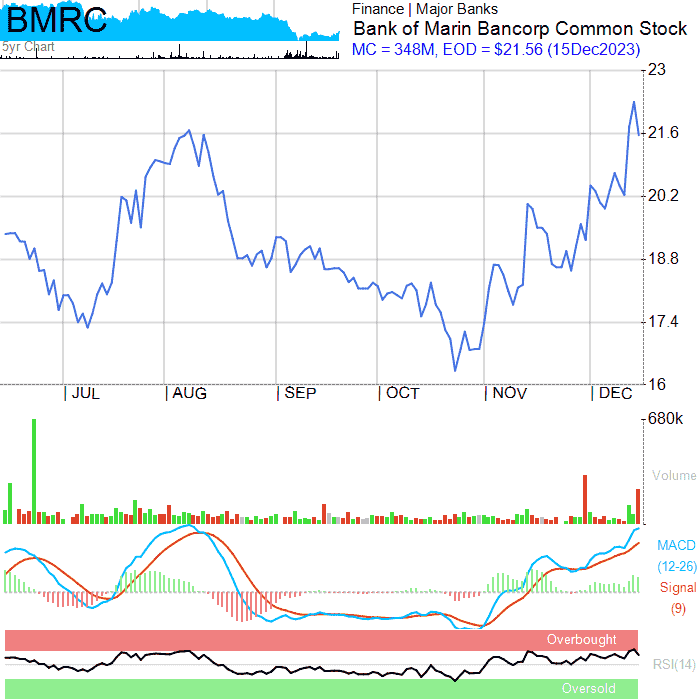 BMRC
5yr Chart
Finance | Major Banks
Bank of Marin Bancorp Common Stock
MC = 348M, EOD = $21.56 (15Dec2023)
23
21.6
20.2
18.8
17.4
16
| JUL | AUG | SEP | OCT | NOV | DEC
680k
Volume
MACD
(12-26)
Signal
(9)
Overbought
RSI(14)
Oversold